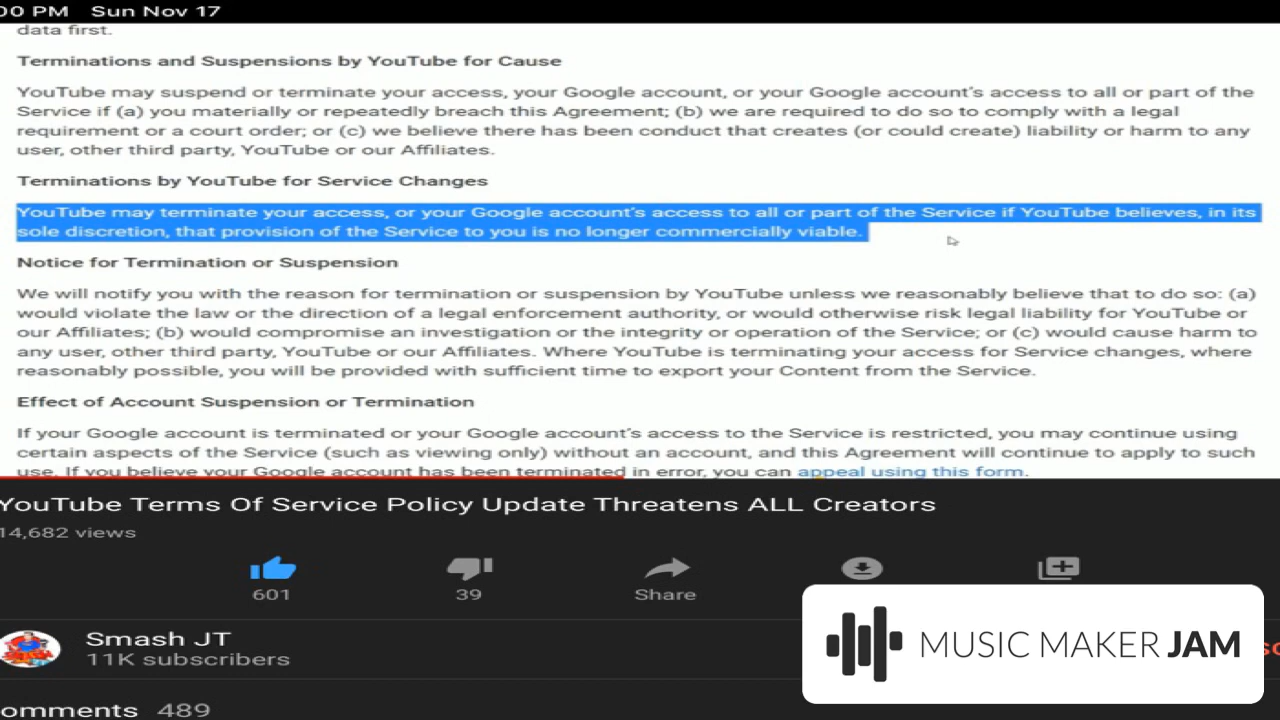 00 PM Sun Nov 17
data first.
Terminations and Suspensions by YouTube for Cause
YouTube may suspend or terminate your access, your Google account, or your Google account's access to all or part of the
Service if (a) you materially or repeatedly breach this Agreement; (b) we are required to do so to comply with a legal
requirement or a court order; or (c) we believe there has been conduct that creates (or could create) liability or harm to any
user, other third party, YouTube or our Affiliates.
Terminations by YouTube for Service Changes
YouTube may terminate your access, or your Google account's access to all or part of the Service if YouTube believes, in its
sole discretion, that provision of the Service to you is no longer commercially viable.
Notice for Termination or Suspension
We will notify you with the reason for termination or suspension by YouTube unless we reasonably believe that to do so: (a)
would violate the law or the direction of a legal enforcement authority, or would otherwise risk legal liability for YouTube or
our Affiliates; (b) would compromise an investigation or the integrity or operation of the Service; or (c) would cause harm to
any user, other third party, YouTube or our Affiliates. Where YouTube is terminating your access for Service changes, where
reasonably possible, you will be provided with sufficient time to export your Content from the Service.
Effect of Account Suspension or Termination
If your Google account is terminated or your Google account's access to the Service is restricted, you may continue using
certain aspects of the Service (such as viewing only) without an account, and this Agreement will continue to apply to such
use. If you believe your Google account has been terminated in error, you can appeal using this form.
YouTube Terms Of Service Policy Update Threatens ALL Creators
14,682 views
601
39
Share
Smash JT
11K subscribers
MUSIC MAKER JAM
omments 489